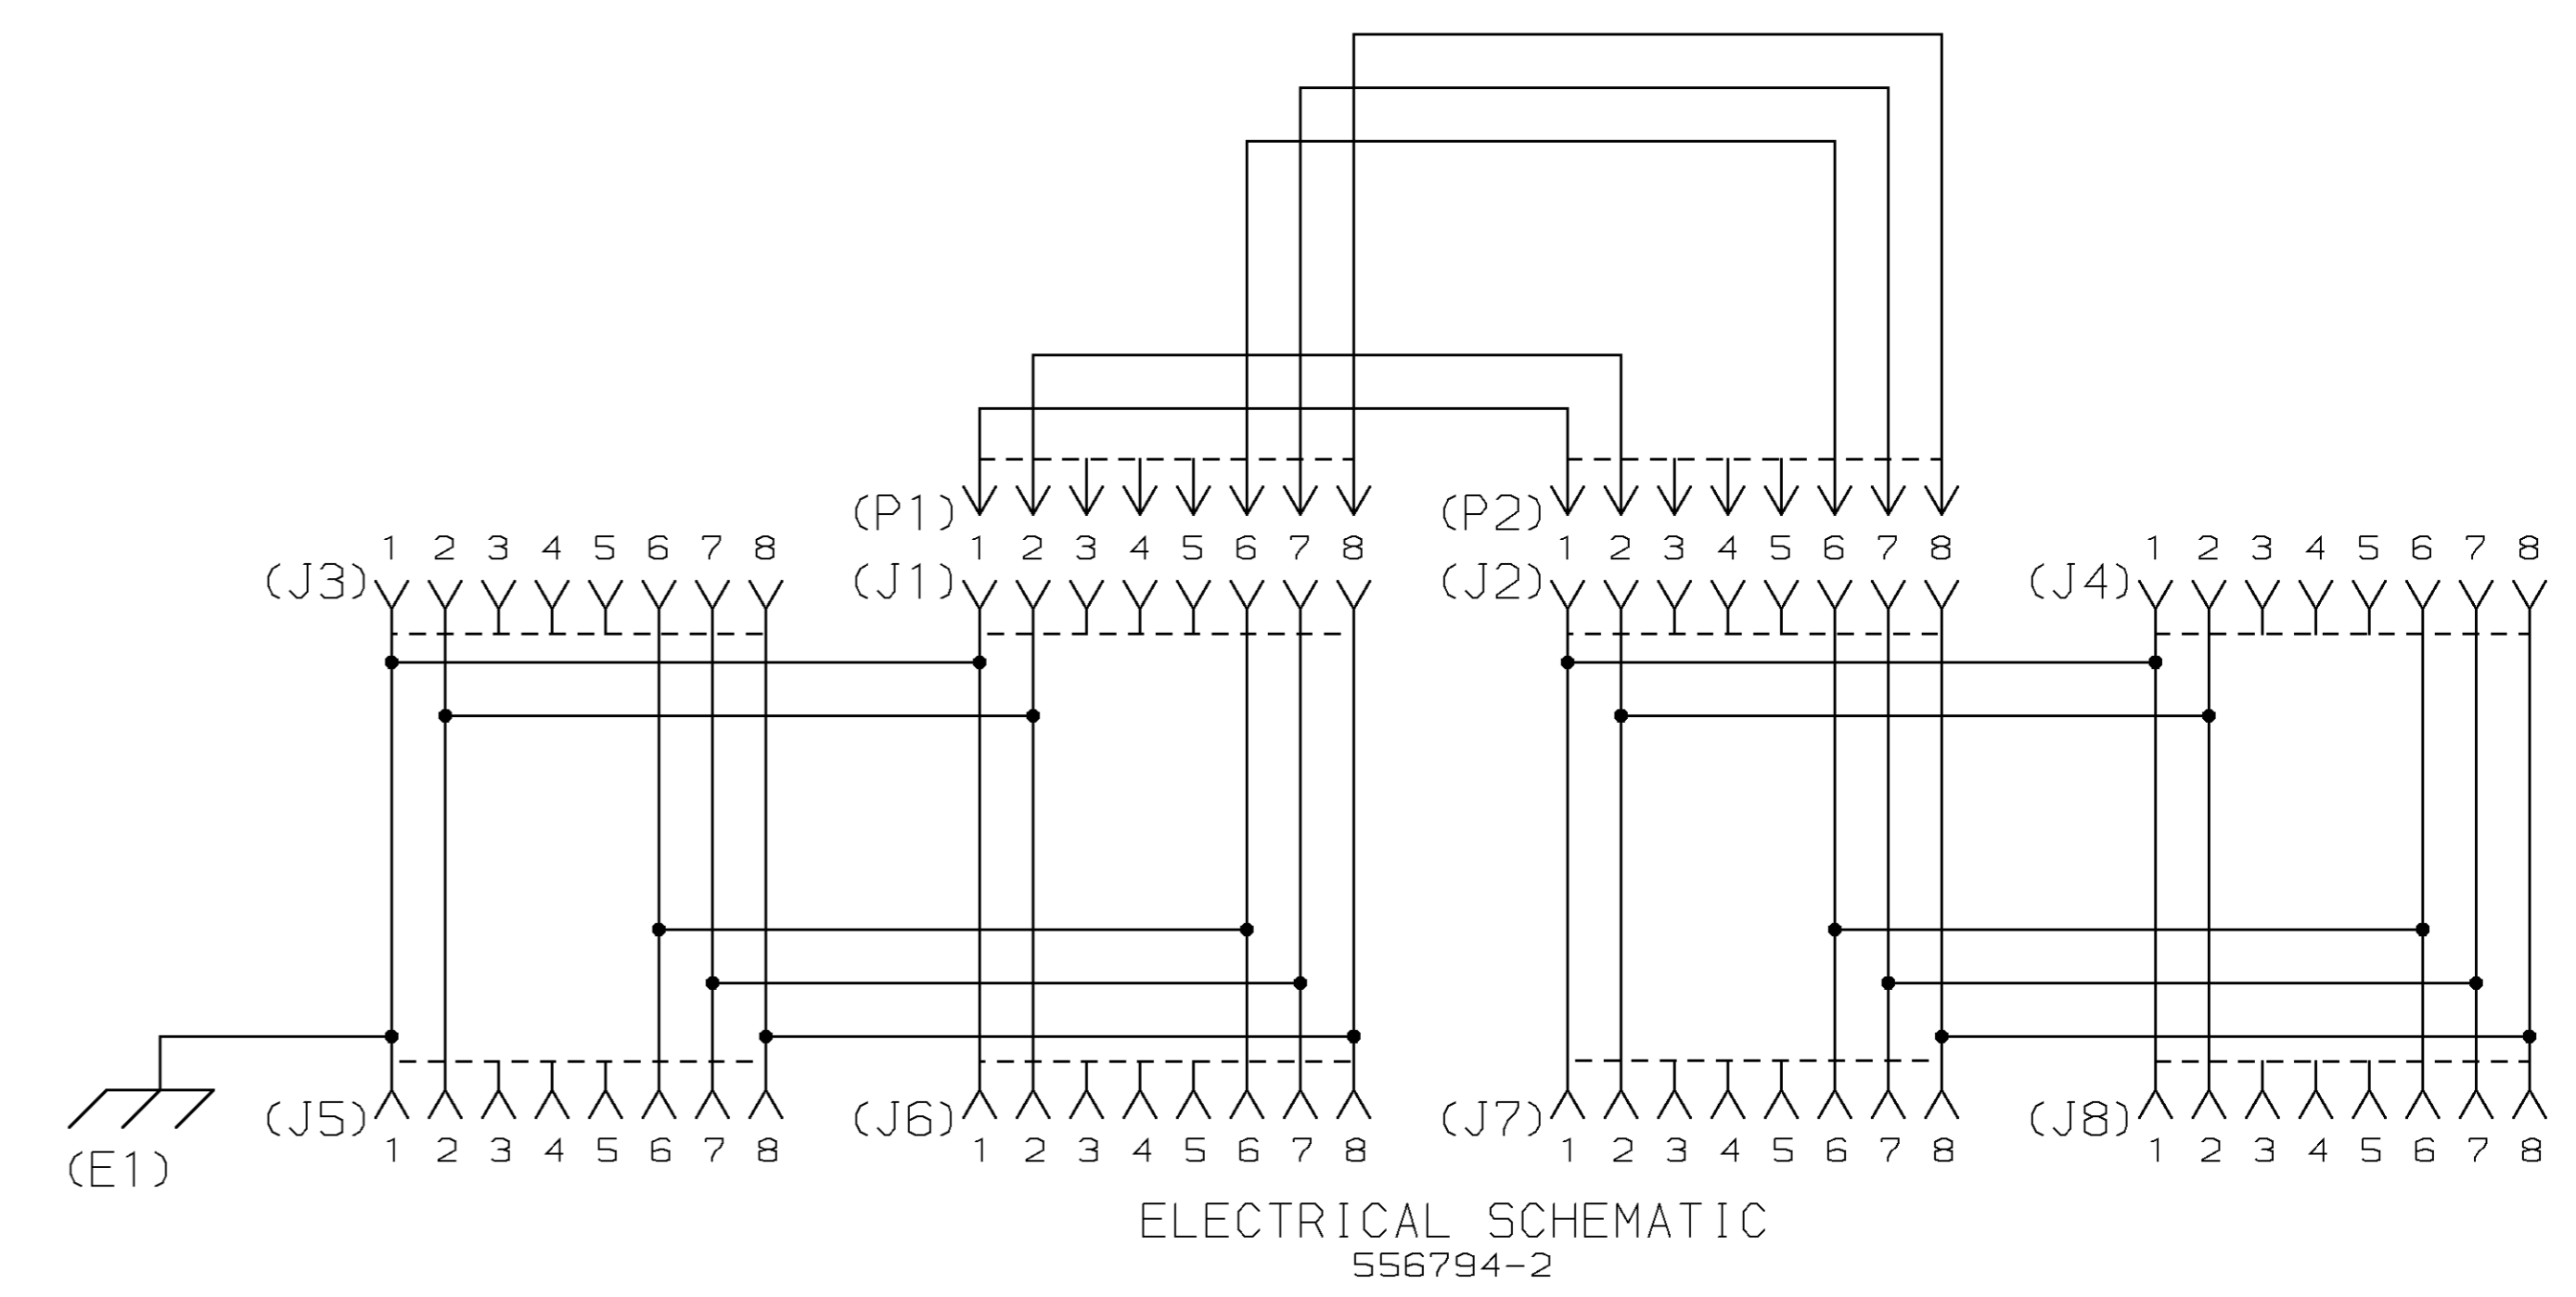 (P1) (P2)
1 2 3 4 5 6 7 8 1 2 3 4 5 6 7 8 1 2 3 4 5 6 7 8 1 2 3 4 5 6 7 8
(J3) (J1) (J2) (J4)
(J5) (J6) (J7) (J8)
1 2 3 4 5 6 7 8 1 2 3 4 5 6 7 8 1 2 3 4 5 6 7 8 1 2 3 4 5 6 7 8
(E1)
ELECTRICAL SCHEMATIC
556794-2